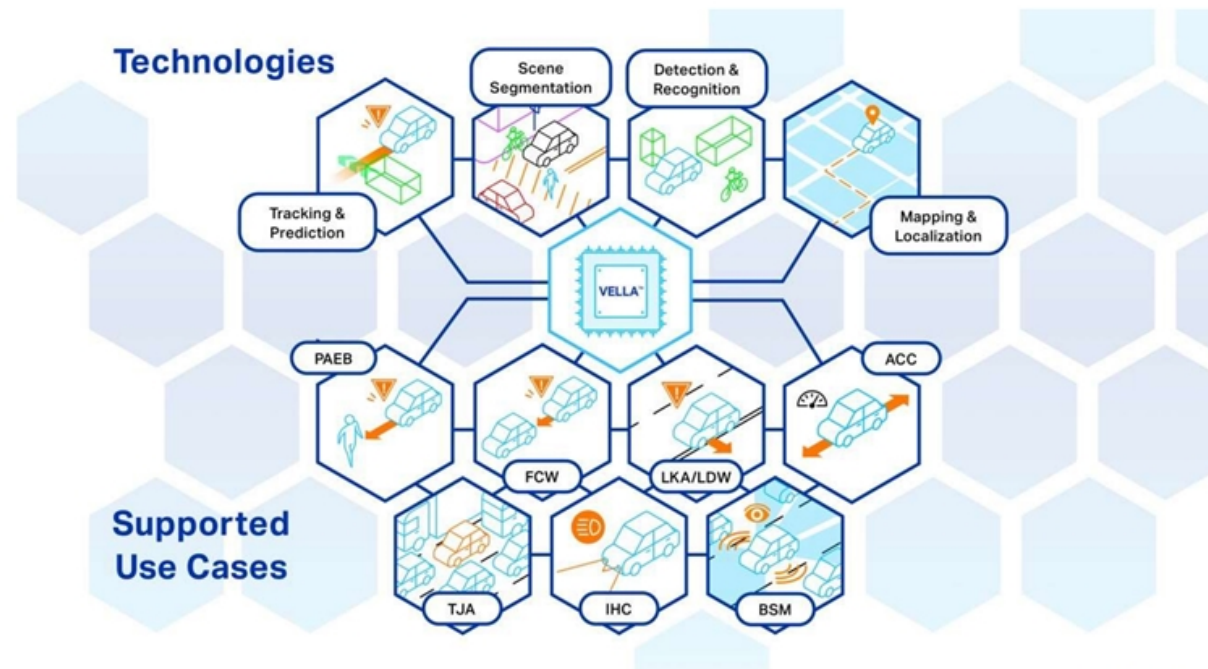 Technologies
Scene
Segmentation
Detection &
Recognition
Tracking &
Prediction
Mapping &
Localization
VELLA™
PAEB
ACC
FCW
LKA/LDW
Supported
Use Cases
TJA
IHC
BSM